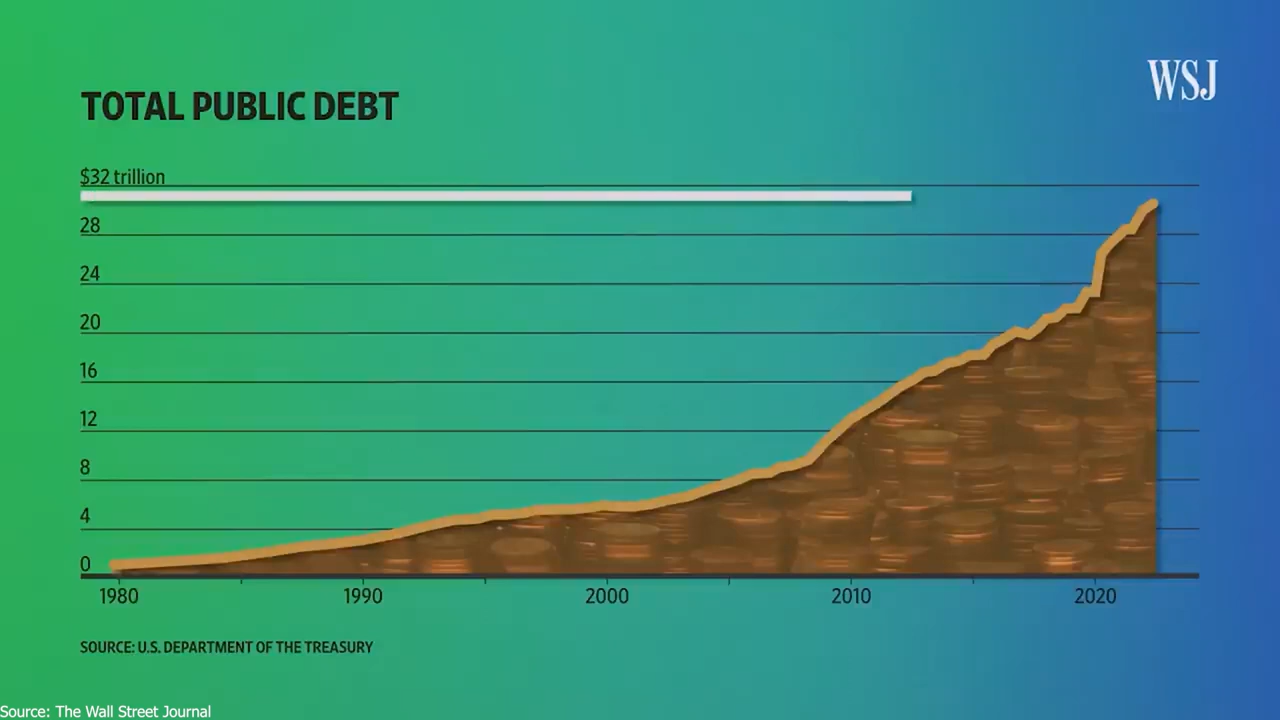 WSJ
TOTAL PUBLIC DEBT
$32 trillion
28
24
20
16
12
8
4
0
1980 1990 2000 2010 2020
SOURCE: U.S. DEPARTMENT OF THE TREASURY
Source: The Wall Street Journal